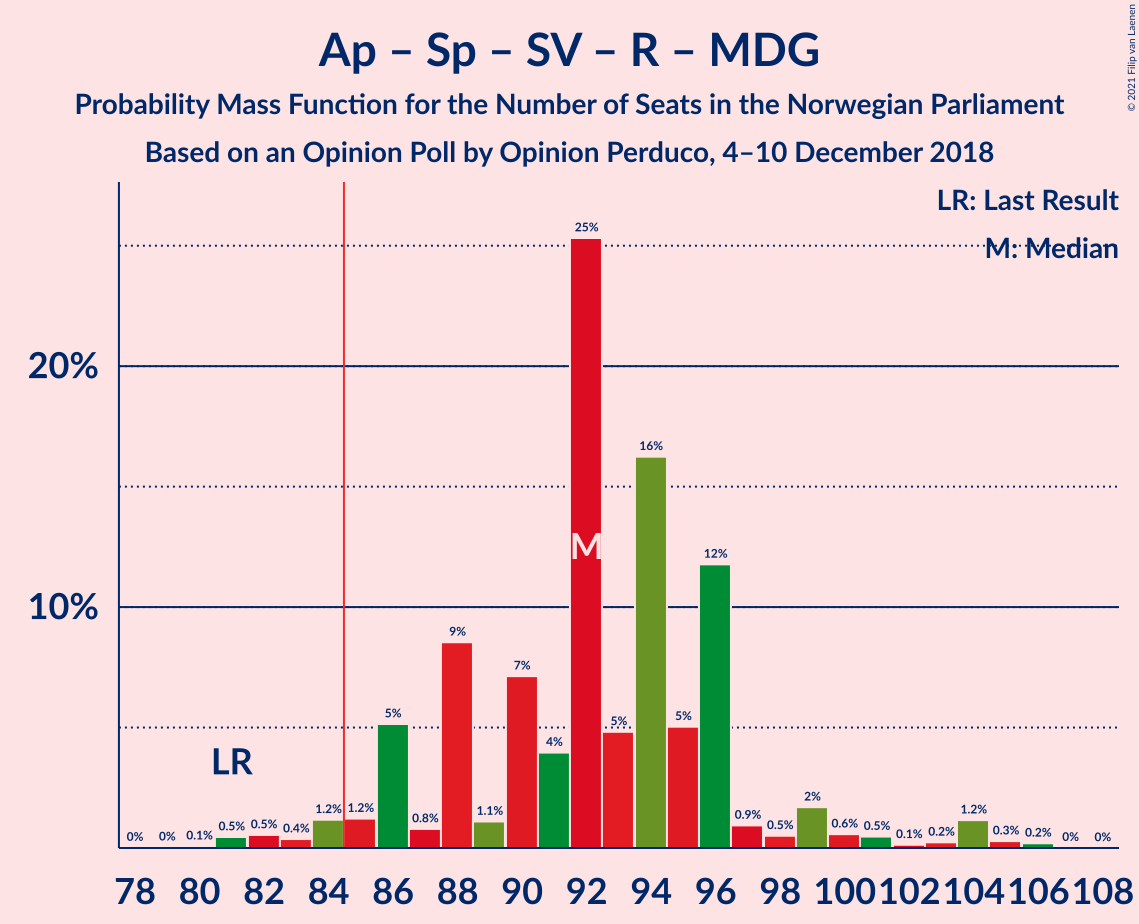 Ap – Sp – SV – R – MDG
Probability Mass Function for the Number of Seats in the Norwegian Parliament
Based on an Opinion Poll by Opinion Perduco, 4–10 December 2018
© 2021 Filip van Laenen
LR: Last Result
M: Median
20%
10%
LR
M
0% 0% 0.1% 0.5% 0.5% 0.4% 1.2% 1.2% 5% 0.8% 9% 1.1% 7% 4% 25% 5% 16% 5% 12% 0.9% 0.5% 2% 0.6% 0.5% 0.1% 0.2% 1.2% 0.3% 0.2% 0% 0%
78 80 82 84 86 88 90 92 94 96 98 100 102 104 106 108